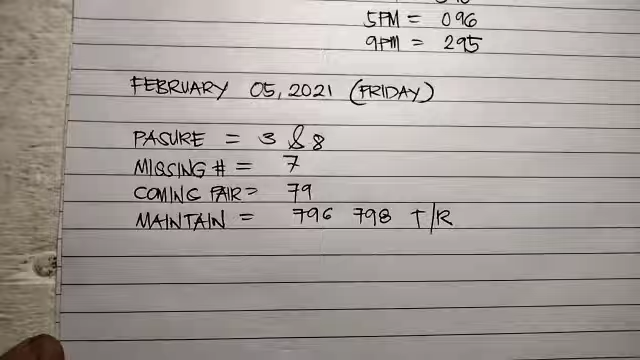 5PM = 096
9PM = 295
FEBRUARY 05, 2021 (FRIDAY)
PASURE = 3 & 8
MISSING # = 7
COMING PAIR = 79
MAINTAIN = 796 798 T/R